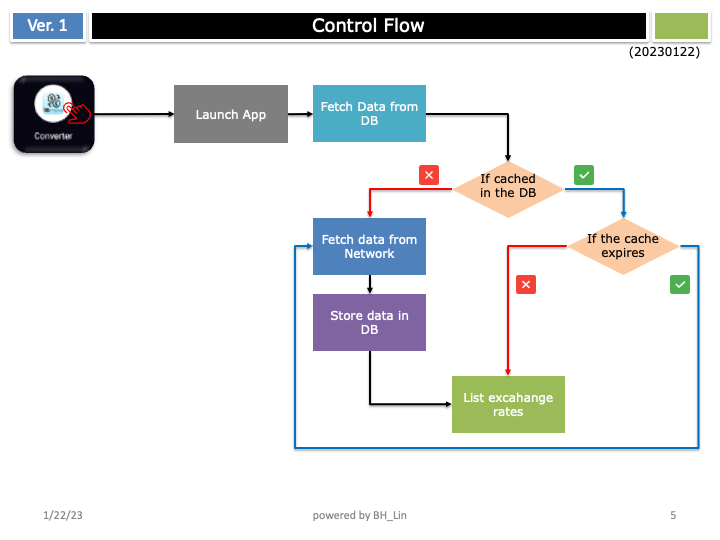 Ver. 1
Control Flow
(20230122)
Converter
Launch App
Fetch Data from
DB
If cached
in the DB
If the cache
expires
Fetch data from
Network
Store data in
DB
List excahange
rates
1/22/23
powered by BH_Lin
5